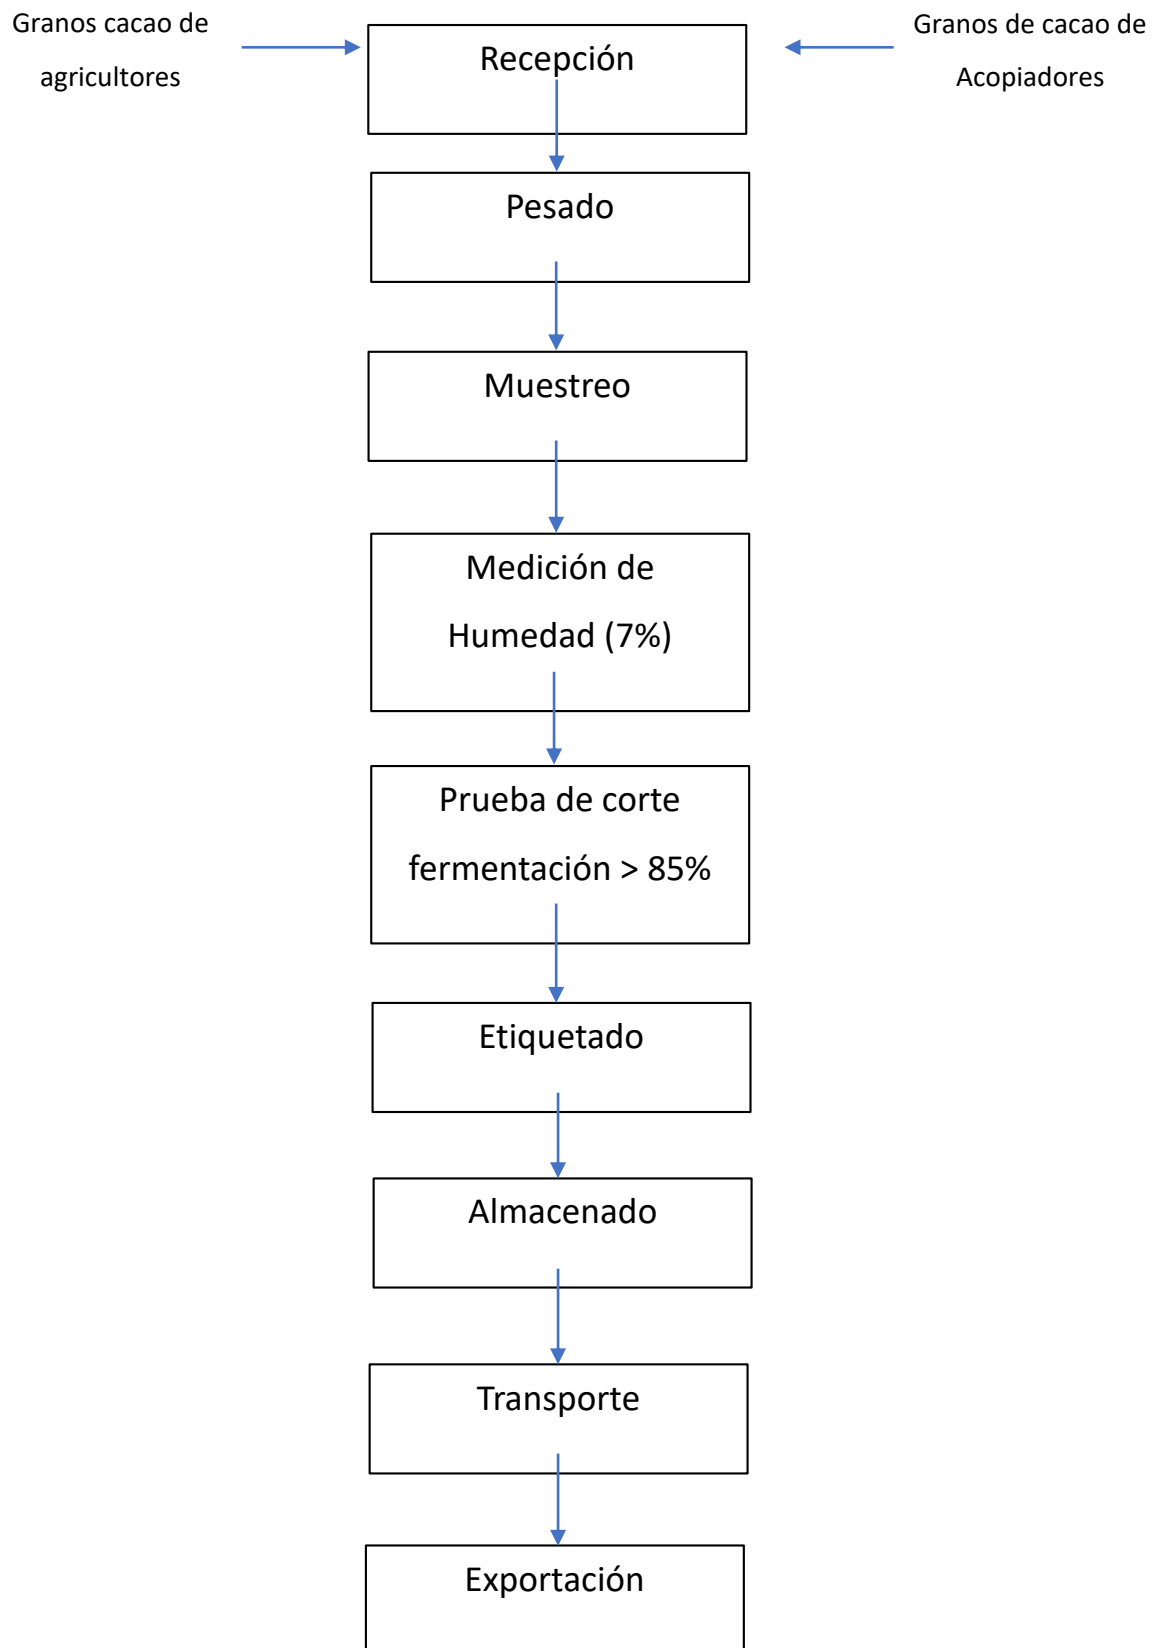 Granos cacao de
agricultores
Granos de cacao de
Acopiadores
Recepción
Pesado
Muestreo
Medición de
Humedad (7%)
Prueba de corte
fermentación > 85%
Etiquetado
Almacenado
Transporte
Exportación